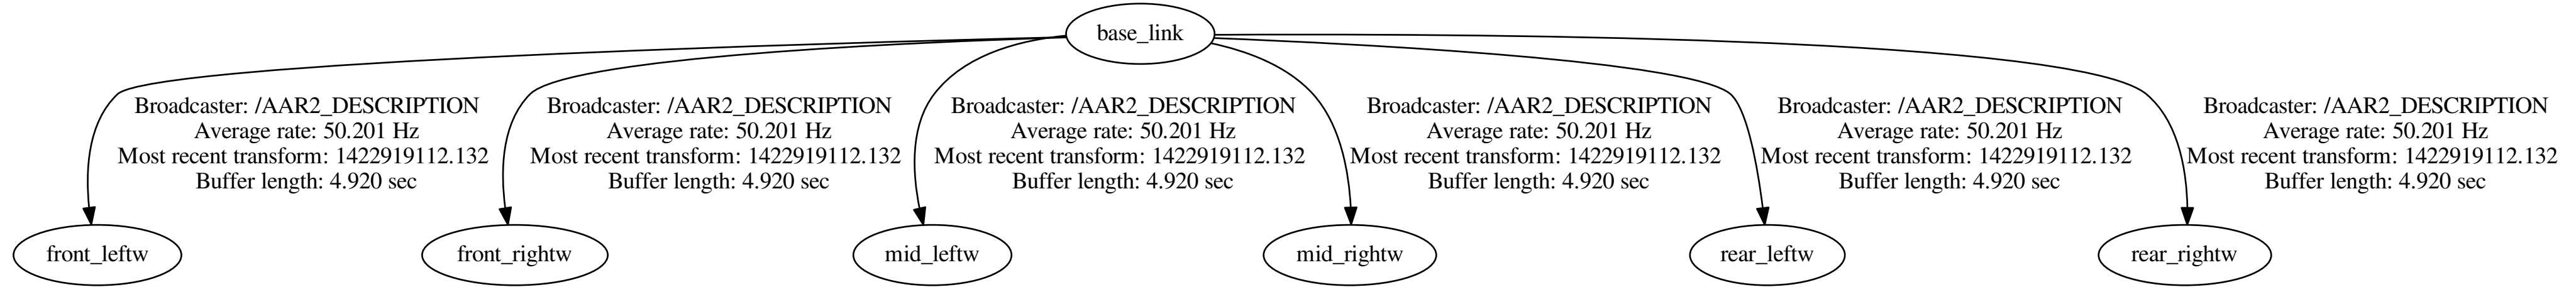 base_link
Broadcaster: /AAR2_DESCRIPTION
Average rate: 50.201 Hz
Most recent transform: 1422919112.132
Buffer length: 4.920 sec
Broadcaster: /AAR2_DESCRIPTION
Average rate: 50.201 Hz
Most recent transform: 1422919112.132
Buffer length: 4.920 sec
Broadcaster: /AAR2_DESCRIPTION
Average rate: 50.201 Hz
Most recent transform: 1422919112.132
Buffer length: 4.920 sec
Broadcaster: /AAR2_DESCRIPTION
Average rate: 50.201 Hz
Most recent transform: 1422919112.132
Buffer length: 4.920 sec
Broadcaster: /AAR2_DESCRIPTION
Average rate: 50.201 Hz
Most recent transform: 1422919112.132
Buffer length: 4.920 sec
Broadcaster: /AAR2_DESCRIPTION
Average rate: 50.201 Hz
Most recent transform: 1422919112.132
Buffer length: 4.920 sec
front_leftw
front_rightw
mid_leftw
mid_rightw
rear_leftw
rear_rightw